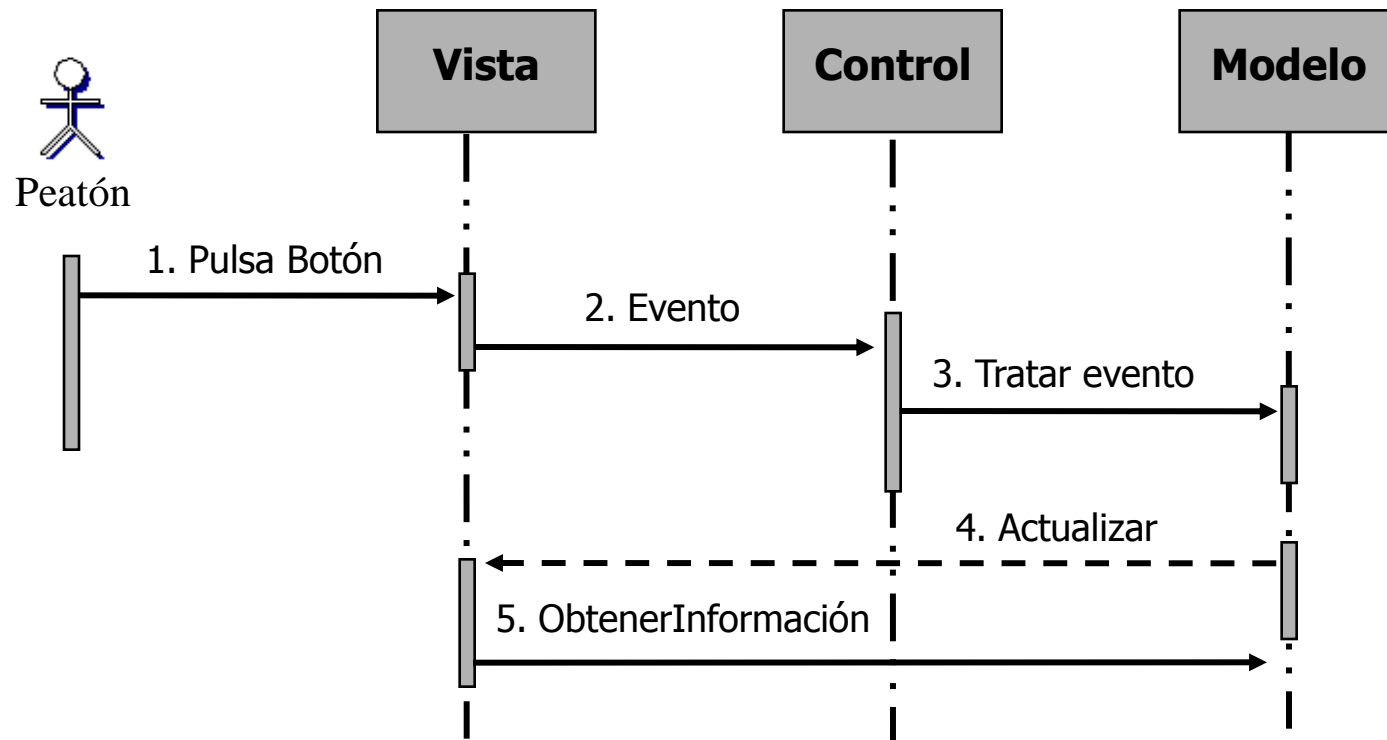 Vista
Control
Modelo
Peatón
1. Pulsa Botón
2. Evento
3. Tratar evento
4. Actualizar
5. ObtenerInformación